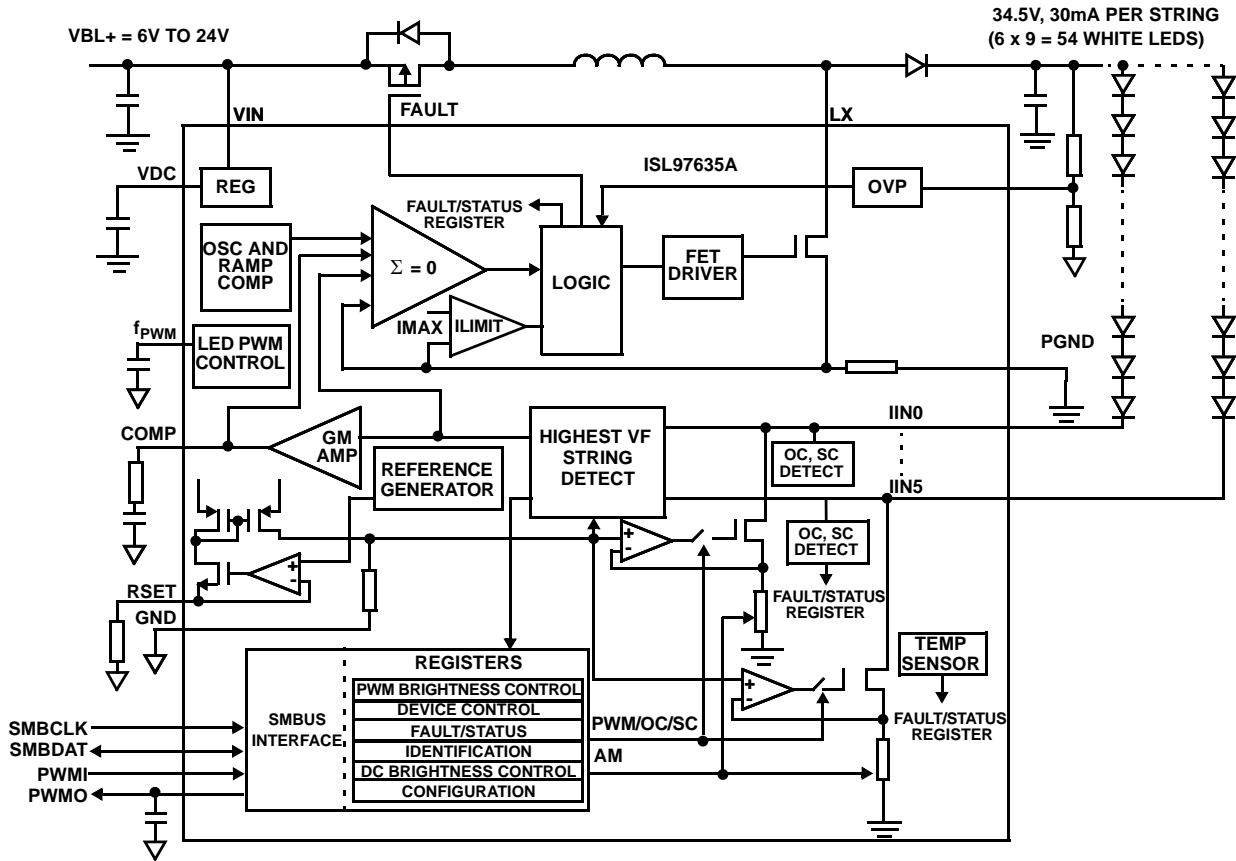 VBL+ = 6V TO 24V
34.5V, 30mA PER STRING
(6 x 9 = 54 WHITE LEDS)
FAULT
VIN
LX
VDC
REG
ISL97635A
OVP
FAULT/STATUS
REGISTER
OSC AND
RAMP
COMP
Σ = 0
LOGIC
FET
DRIVER
IMAX
ILIMIT
fPWM
LED PWM
CONTROL
PGND
COMP
GM
AMP
HIGHEST VF
STRING
DETECT
IIN0
OC, SC
DETECT
REFERENCE
GENERATOR
IIN5
OC, SC
DETECT
+
-
+
-
RSET
GND
FAULT/STATUS
REGISTER
REGISTERS
TEMP
SENSOR
SMBUS
INTERFACE
PWM BRIGHTNESS CONTROL
DEVICE CONTROL
FAULT/STATUS
IDENTIFICATION
DC BRIGHTNESS CONTROL
CONFIGURATION
+
-
PWM/OC/SC
AM
FAULT/STATUS
REGISTER
SMBCLK
SMBDAT
PWMI
PWMO